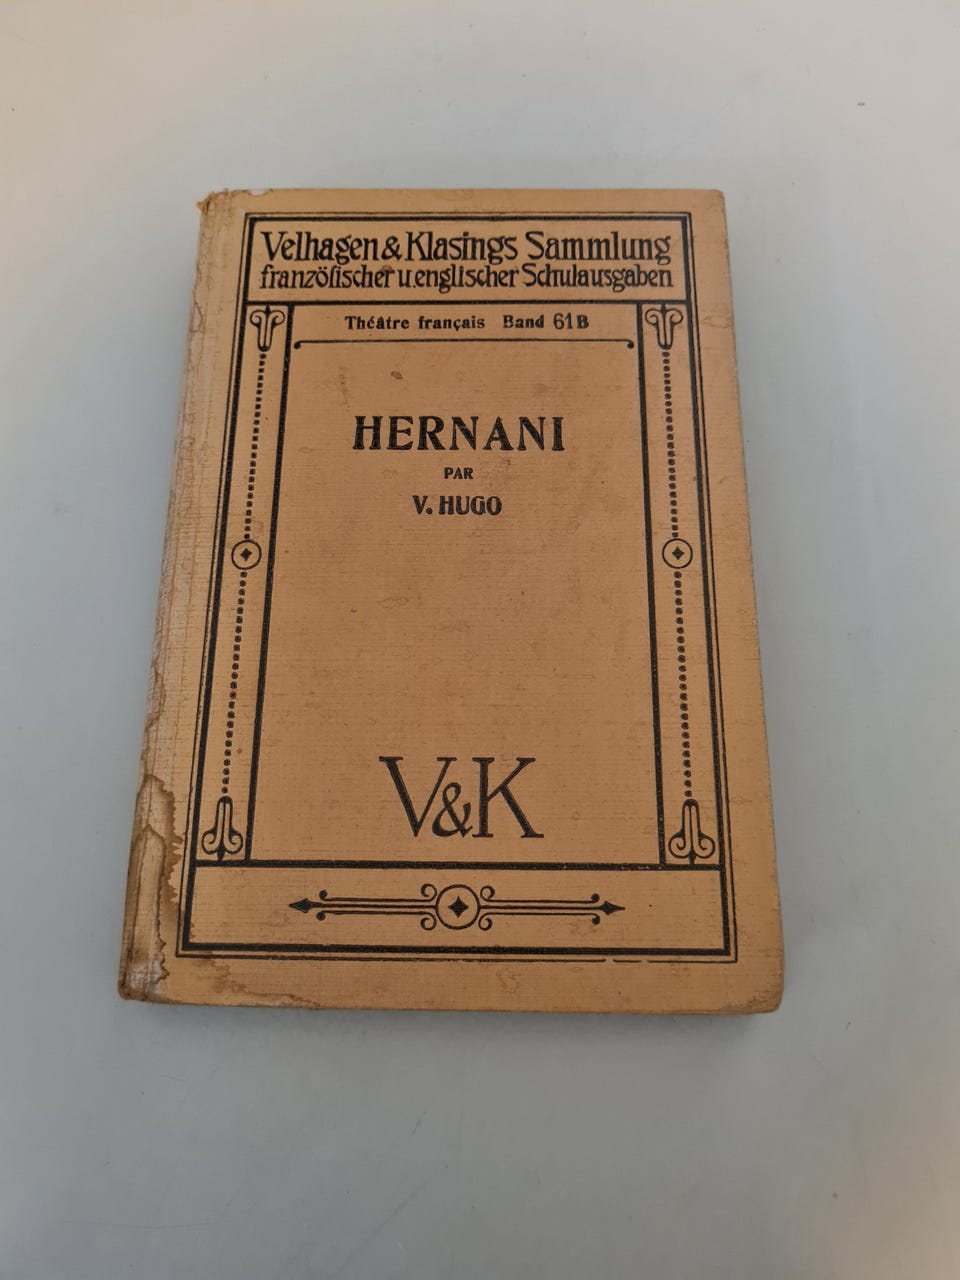 Velhagen & Klasings Sammlung
französischer u. englischer Schulausgaben
Théâtre français Band 61B
HERNANI
PAR
V. HUGO
V&K